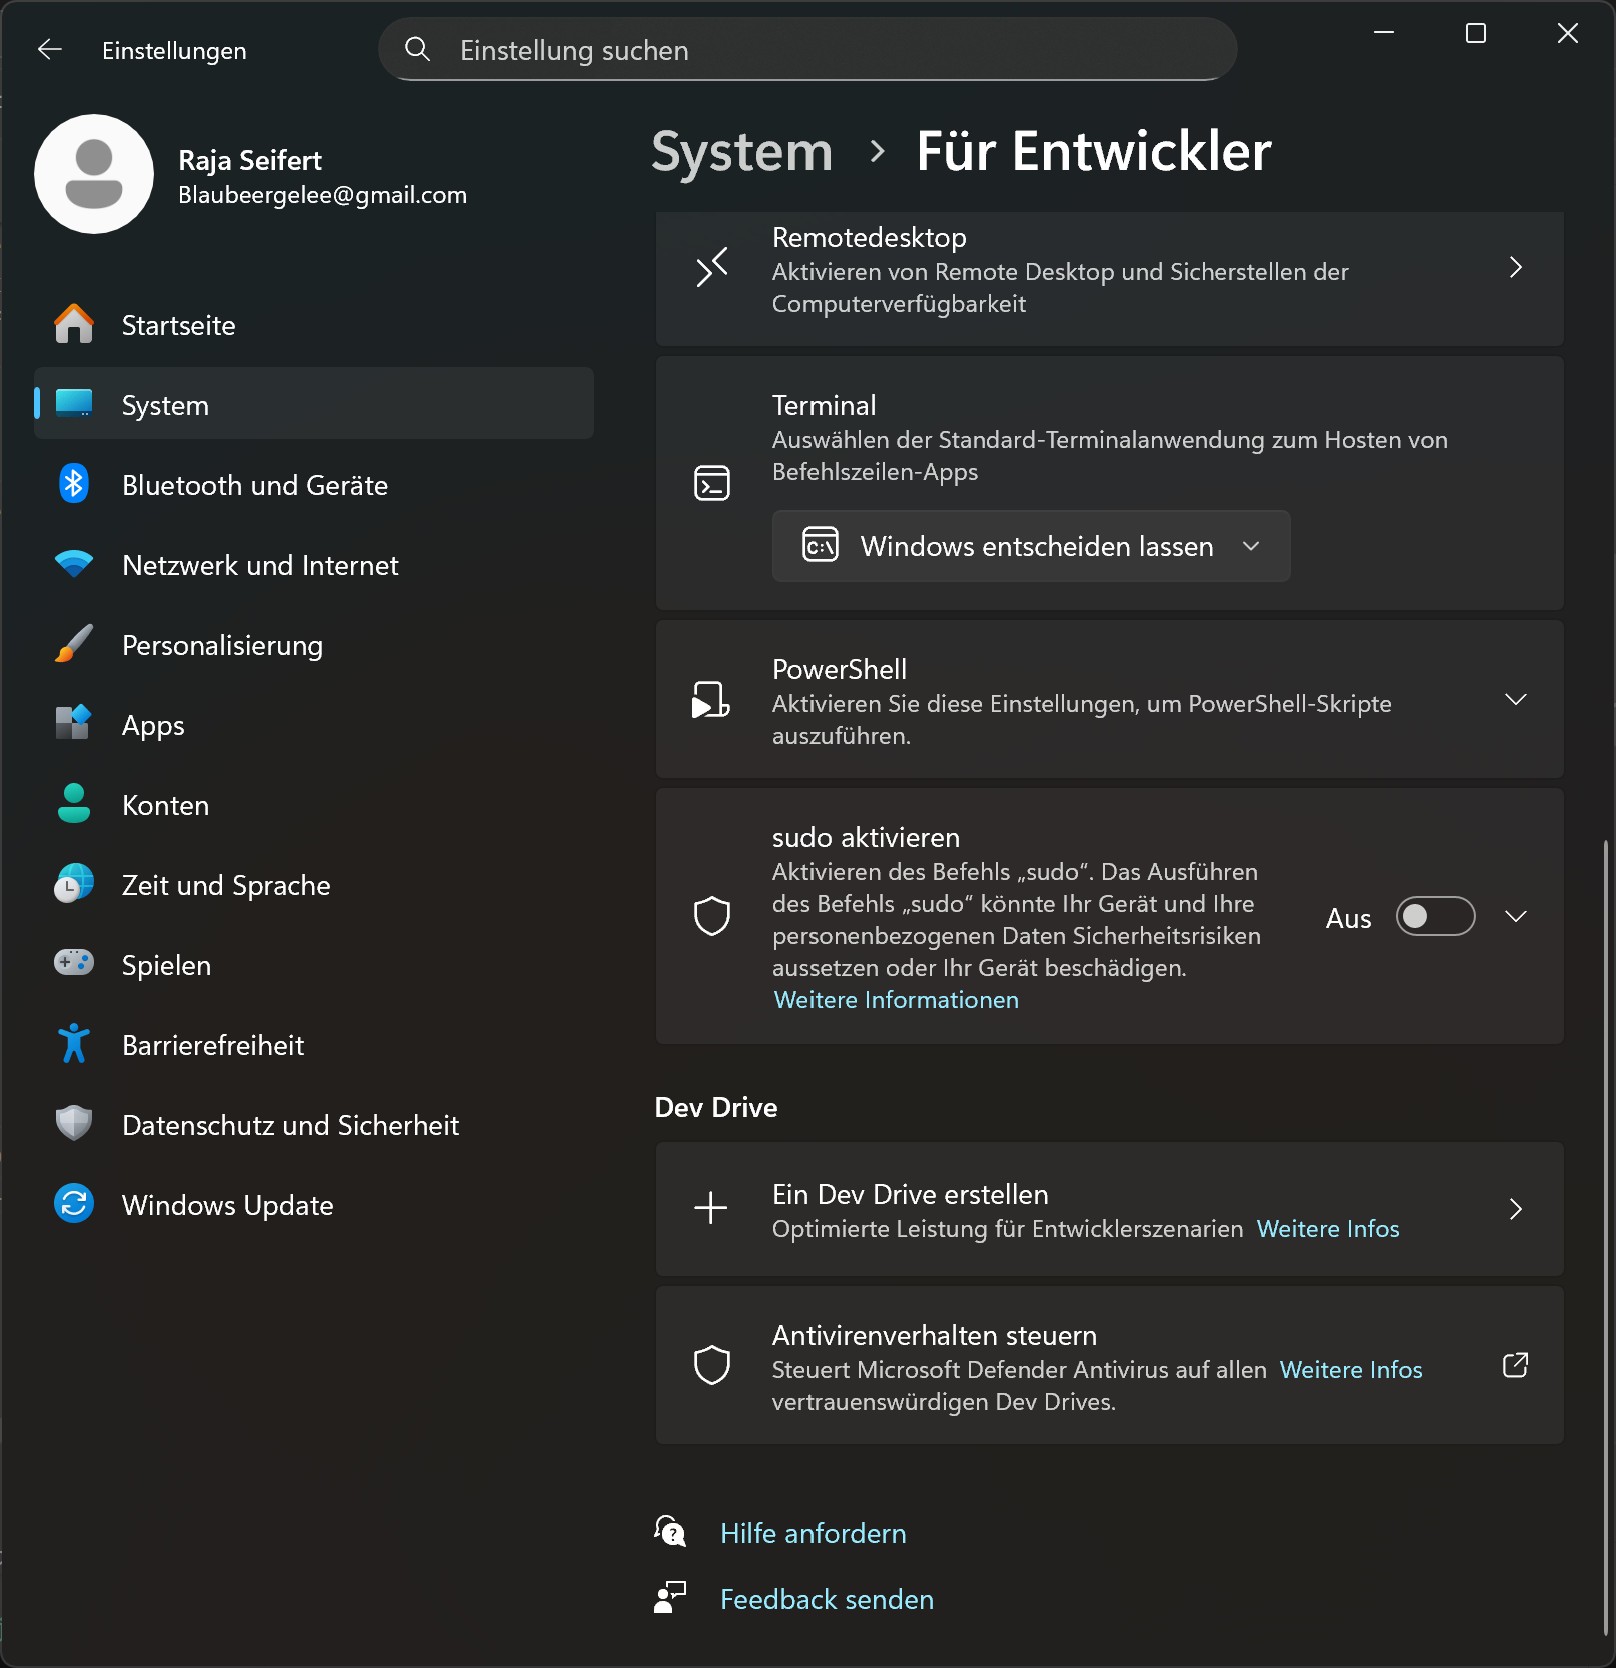 Einstellungen
Einstellung suchen
Raja Seifert
Blaubeergelee@gmail.com
Startseite
System
Bluetooth und Geräte
Netzwerk und Internet
Personalisierung
Apps
Konten
Zeit und Sprache
Spielen
Barrierefreiheit
Datenschutz und Sicherheit
Windows Update
System › Für Entwickler
Remotedesktop
Aktivieren von Remote Desktop und Sicherstellen der
Computerverfügbarkeit
Terminal
Auswählen der Standard-Terminalanwendung zum Hosten von
Befehlszeilen-Apps
C:\ Windows entscheiden lassen
PowerShell
Aktivieren Sie diese Einstellungen, um PowerShell-Skripte
auszuführen.
sudo aktivieren
Aktivieren des Befehls „sudo“. Das Ausführen
des Befehls „sudo“ könnte Ihr Gerät und Ihre
personenbezogenen Daten Sicherheitsrisiken
aussetzen oder Ihr Gerät beschädigen.
Weitere Informationen
Aus
Dev Drive
Ein Dev Drive erstellen
Optimierte Leistung für Entwicklerszenarien Weitere Infos
Antivirenverhalten steuern
Steuert Microsoft Defender Antivirus auf allen Weitere Infos
vertrauenswürdigen Dev Drives.
Hilfe anfordern
Feedback senden